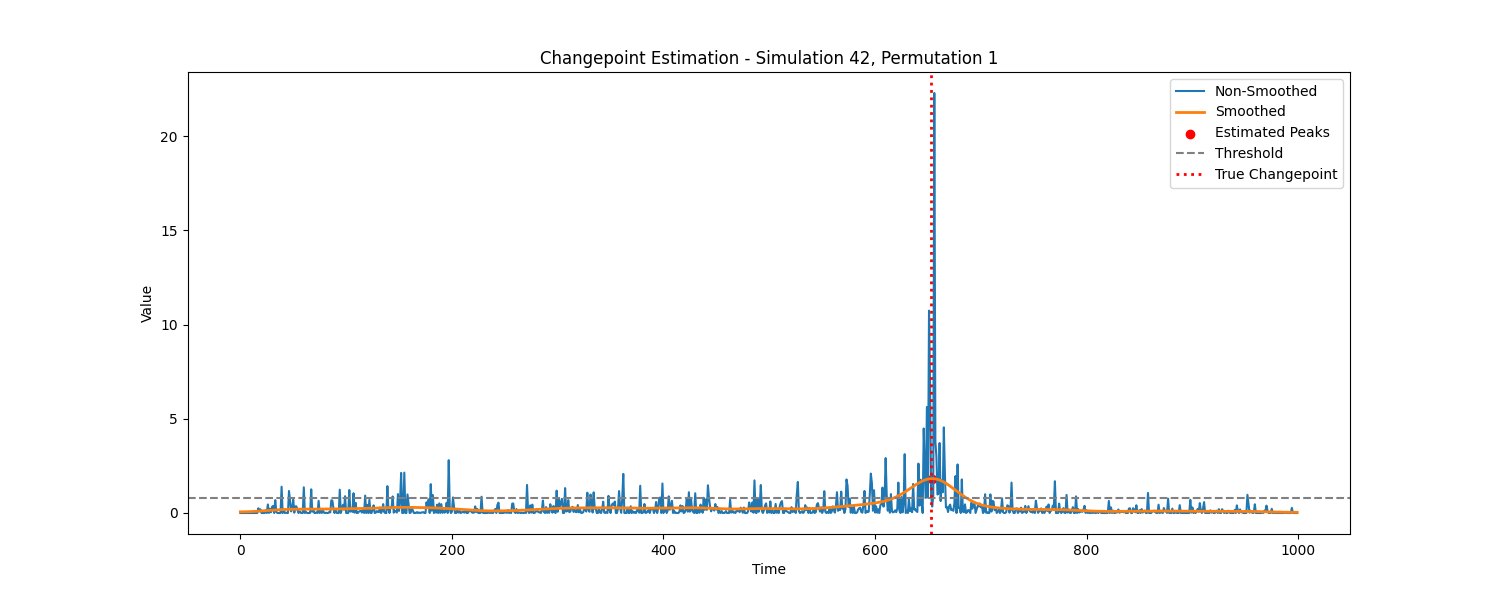 Changepoint Estimation - Simulation 42, Permutation 1
Non-Smoothed
Smoothed
Estimated Peaks
Threshold
True Changepoint
Value
20
15
10
5
0
0 200 400 600 800 1000
Time